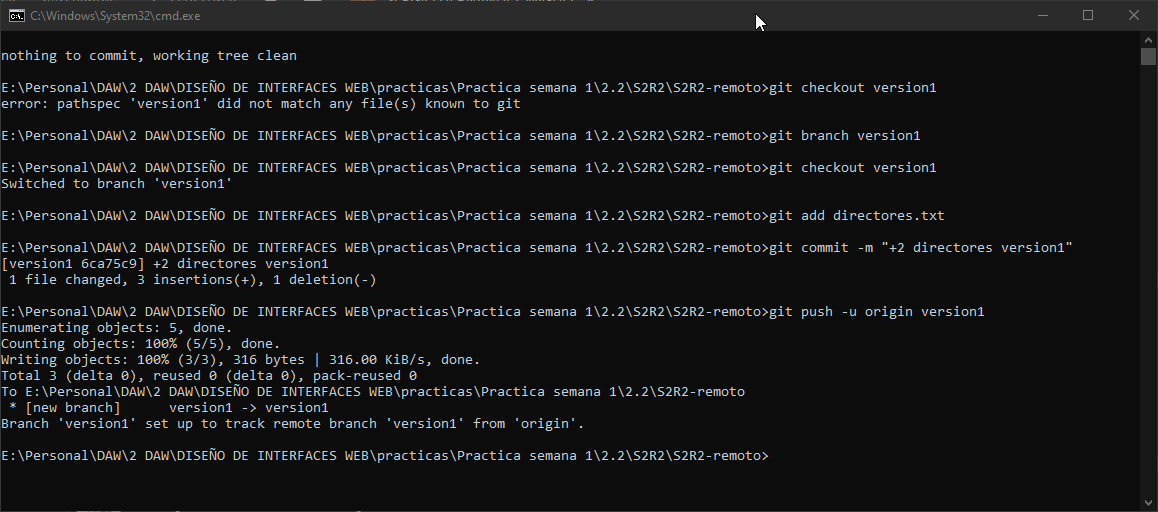 C:\Windows\System32\cmd.exe
nothing to commit, working tree clean
E:\Personal\DAW\2 DAW\DISEÑO DE INTERFACES WEB\practicas\Practica semana 1\2.2\S2R2\S2R2-remoto>git checkout version1
error: pathspec 'version1' did not match any file(s) known to git
E:\Personal\DAW\2 DAW\DISEÑO DE INTERFACES WEB\practicas\Practica semana 1\2.2\S2R2\S2R2-remoto>git branch version1
E:\Personal\DAW\2 DAW\DISEÑO DE INTERFACES WEB\practicas\Practica semana 1\2.2\S2R2\S2R2-remoto>git checkout version1
Switched to branch 'version1'
E:\Personal\DAW\2 DAW\DISEÑO DE INTERFACES WEB\practicas\Practica semana 1\2.2\S2R2\S2R2-remoto>git add directores.txt
E:\Personal\DAW\2 DAW\DISEÑO DE INTERFACES WEB\practicas\Practica semana 1\2.2\S2R2\S2R2-remoto>git commit -m "+2 directores version1"
[version1 6ca75c9] +2 directores version1
 1 file changed, 3 insertions(+), 1 deletion(-)
E:\Personal\DAW\2 DAW\DISEÑO DE INTERFACES WEB\practicas\Practica semana 1\2.2\S2R2\S2R2-remoto>git push -u origin version1
Enumerating objects: 5, done.
Counting objects: 100% (5/5), done.
Writing objects: 100% (3/3), 316 bytes | 316.00 KiB/s, done.
Total 3 (delta 0), reused 0 (delta 0), pack-reused 0
To E:\Personal\DAW\2 DAW\DISEÑO DE INTERFACES WEB\practicas\Practica semana 1\2.2\S2R2-remoto
 * [new branch]      version1 -> version1
Branch 'version1' set up to track remote branch 'version1' from 'origin'.
E:\Personal\DAW\2 DAW\DISEÑO DE INTERFACES WEB\practicas\Practica semana 1\2.2\S2R2\S2R2-remoto>